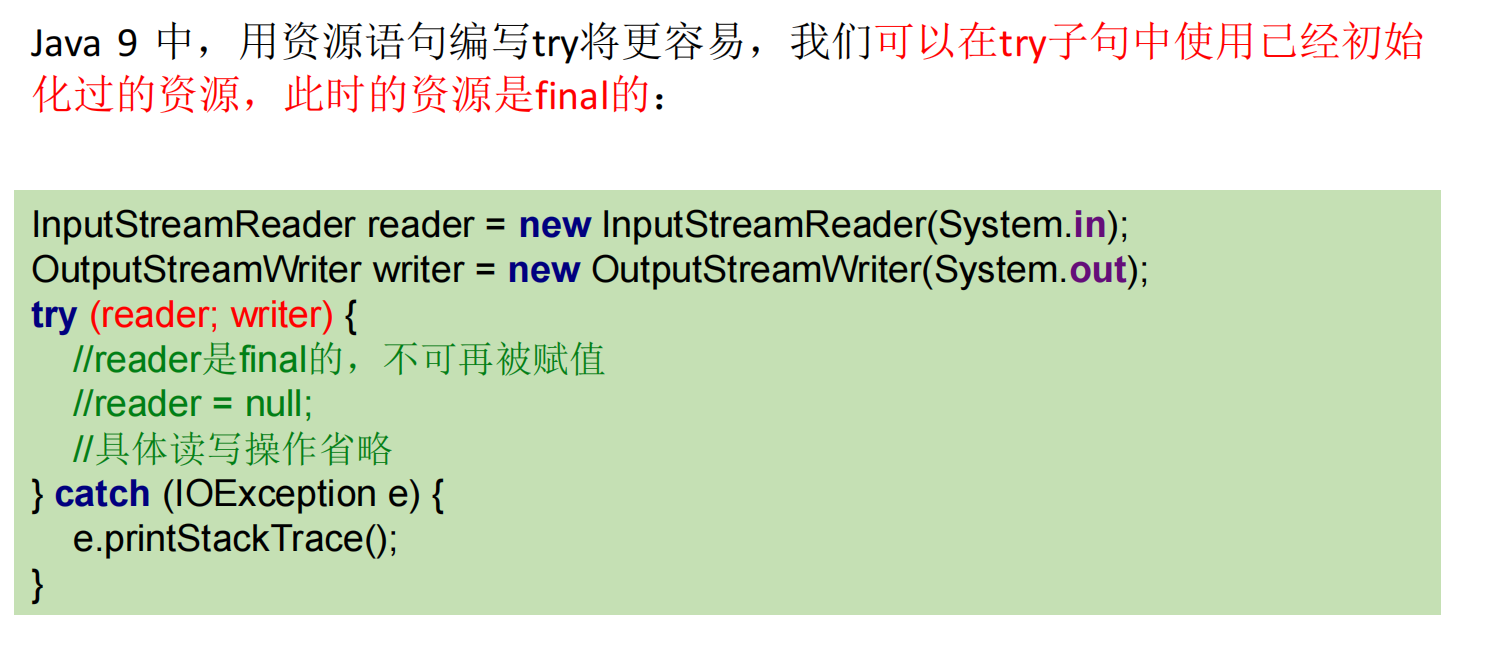 Java 9 中，用资源语句编写try将更容易，我们可以在try子句中使用已经初始
化过的资源，此时的资源是final的：
InputStreamReader reader = new InputStreamReader(System.in);
OutputStreamWriter writer = new OutputStreamWriter(System.out);
try (reader; writer) {
//reader是final的，不可再被赋值
//reader = null;
//具体读写操作省略
} catch (IOException e) {
e.printStackTrace();
}